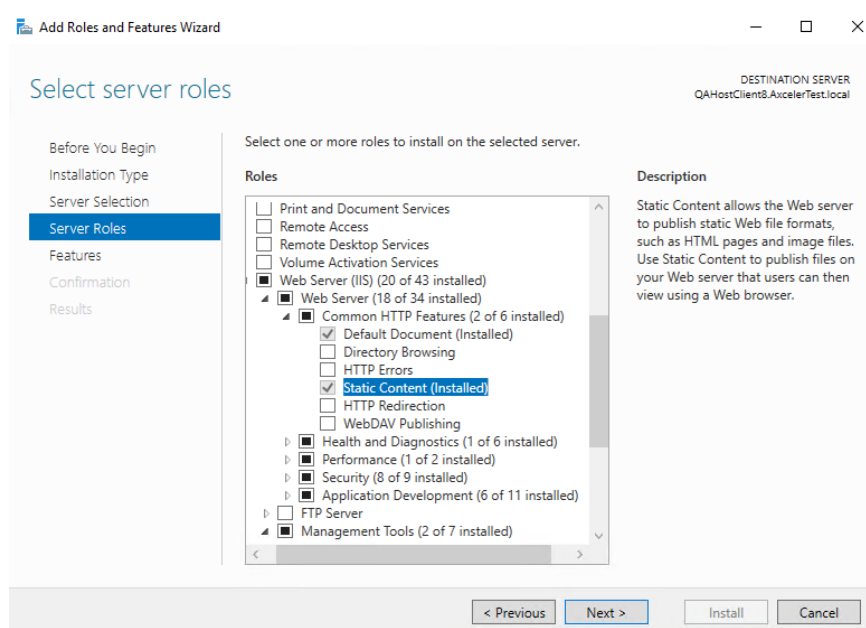 Add Roles and Features Wizard
Select server roles
DESTINATION SERVER
QAHostClient8.AxcelerTest.local
Before You Begin
Installation Type
Server Selection
Server Roles
Features
Confirmation
Results
Select one or more roles to install on the selected server.
Roles
Print and Document Services
Remote Access
Remote Desktop Services
Volume Activation Services
Web Server (IIS) (20 of 43 installed)
Web Server (18 of 34 installed)
Common HTTP Features (2 of 6 installed)
Default Document (Installed)
Directory Browsing
HTTP Errors
Static Content (Installed)
HTTP Redirection
WebDAV Publishing
Health and Diagnostics (1 of 6 installed)
Performance (1 of 2 installed)
Security (8 of 9 installed)
Application Development (6 of 11 installed)
FTP Server
Management Tools (2 of 7 installed)
Description
Static Content allows the Web server
to publish static Web file formats,
such as HTML pages and image files.
Use Static Content to publish files on
your Web server that users can then
view using a Web browser.
< Previous
Next >
Install
Cancel